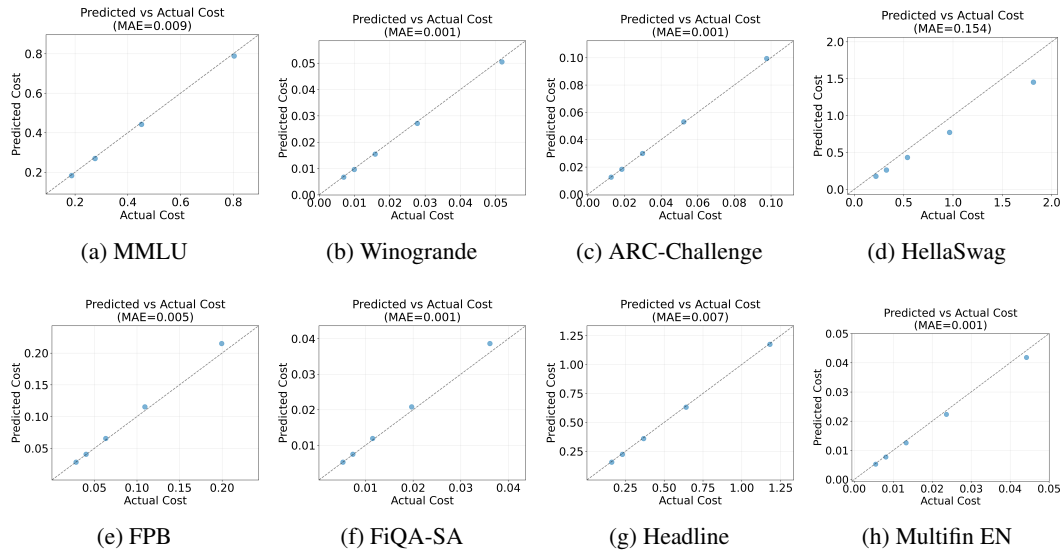 Predicted vs Actual Cost
(MAE=0.009)
Predicted Cost
0.8
0.6
0.4
0.2
0.2 0.4 0.6 0.8
Actual Cost
(a) MMLU
Predicted vs Actual Cost
(MAE=0.001)
Predicted Cost
0.05
0.04
0.03
0.02
0.01
0.00
0.00 0.01 0.02 0.03 0.04 0.05
Actual Cost
(b) Winogrande
Predicted vs Actual Cost
(MAE=0.001)
Predicted Cost
0.10
0.08
0.06
0.04
0.02
0.00
0.00 0.02 0.04 0.06 0.08 0.10
Actual Cost
(c) ARC-Challenge
Predicted vs Actual Cost
(MAE=0.154)
Predicted Cost
2.0
1.5
1.0
0.5
0.0
0.0 0.5 1.0 1.5 2.0
Actual Cost
(d) HellaSwag
Predicted vs Actual Cost
(MAE=0.005)
Predicted Cost
0.20
0.15
0.10
0.05
0.05 0.10 0.15 0.20
Actual Cost
(e) FPB
Predicted vs Actual Cost
(MAE=0.001)
Predicted Cost
0.04
0.03
0.02
0.01
0.01 0.02 0.03 0.04
Actual Cost
(f) FiQA-SA
Predicted vs Actual Cost
(MAE=0.007)
Predicted Cost
1.25
1.00
0.75
0.50
0.25
0.25 0.50 0.75 1.00 1.25
Actual Cost
(g) Headline
Predicted vs Actual Cost
(MAE=0.001)
Predicted Cost
0.05
0.04
0.03
0.02
0.01
0.00
0.00 0.01 0.02 0.03 0.04 0.05
Actual Cost
(h) Multifin EN